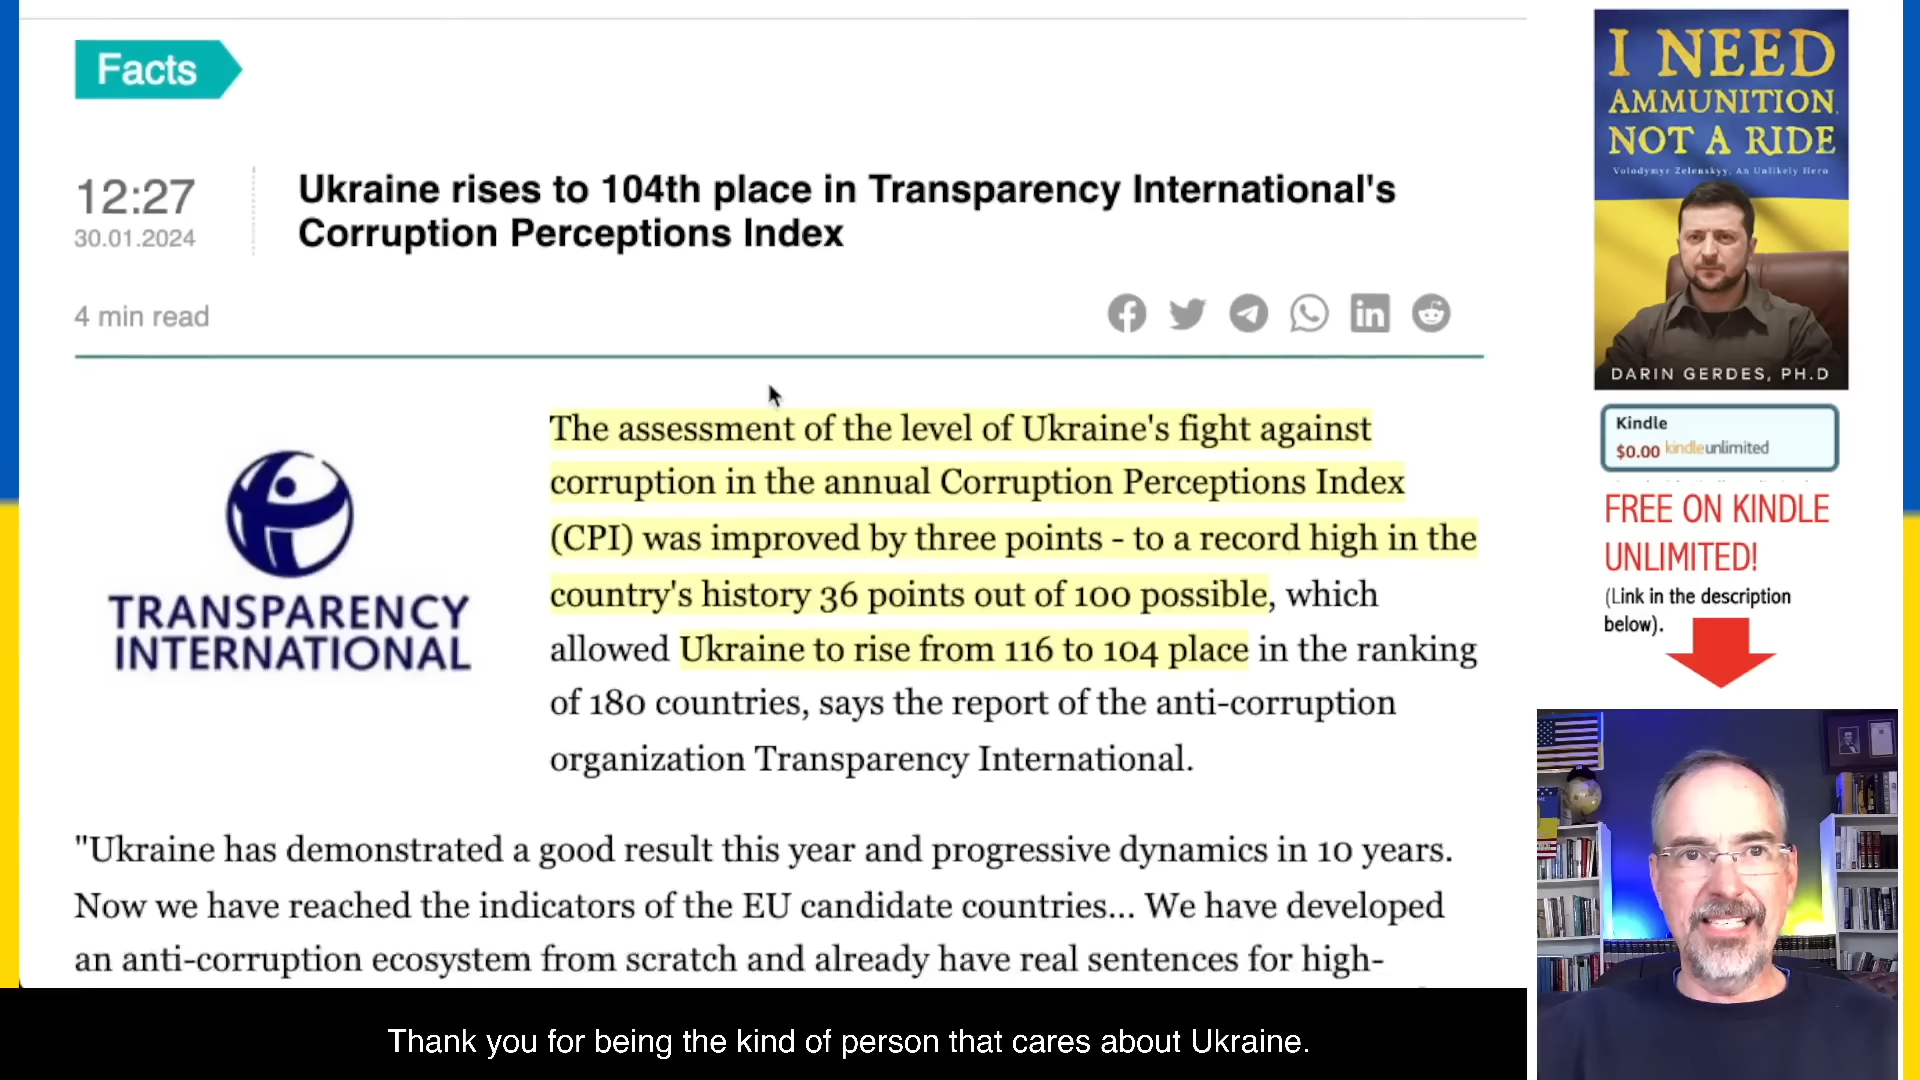 Facts
12:27
30.01.2024
Ukraine rises to 104th place in Transparency International's
Corruption Perceptions Index
4 min read
TRANSPARENCY
INTERNATIONAL
The assessment of the level of Ukraine's fight against
corruption in the annual Corruption Perceptions Index
(CPI) was improved by three points - to a record high in the
country's history 36 points out of 100 possible, which
allowed Ukraine to rise from 116 to 104 place in the ranking
of 180 countries, says the report of the anti-corruption
organization Transparency International.
"Ukraine has demonstrated a good result this year and progressive dynamics in 10 years.
Now we have reached the indicators of the EU candidate countries... We have developed
an anti-corruption ecosystem from scratch and already have real sentences for high-
Thank you for being the kind of person that cares about Ukraine.
I NEED
AMMUNITION,
NOT A RIDE
Volodymyr Zelenskyy, An Unlikely Hero
DARIN GERDES, PH.D
Kindle
$0.00 kindleunlimited
FREE ON KINDLE
UNLIMITED!
(Link in the description
below).